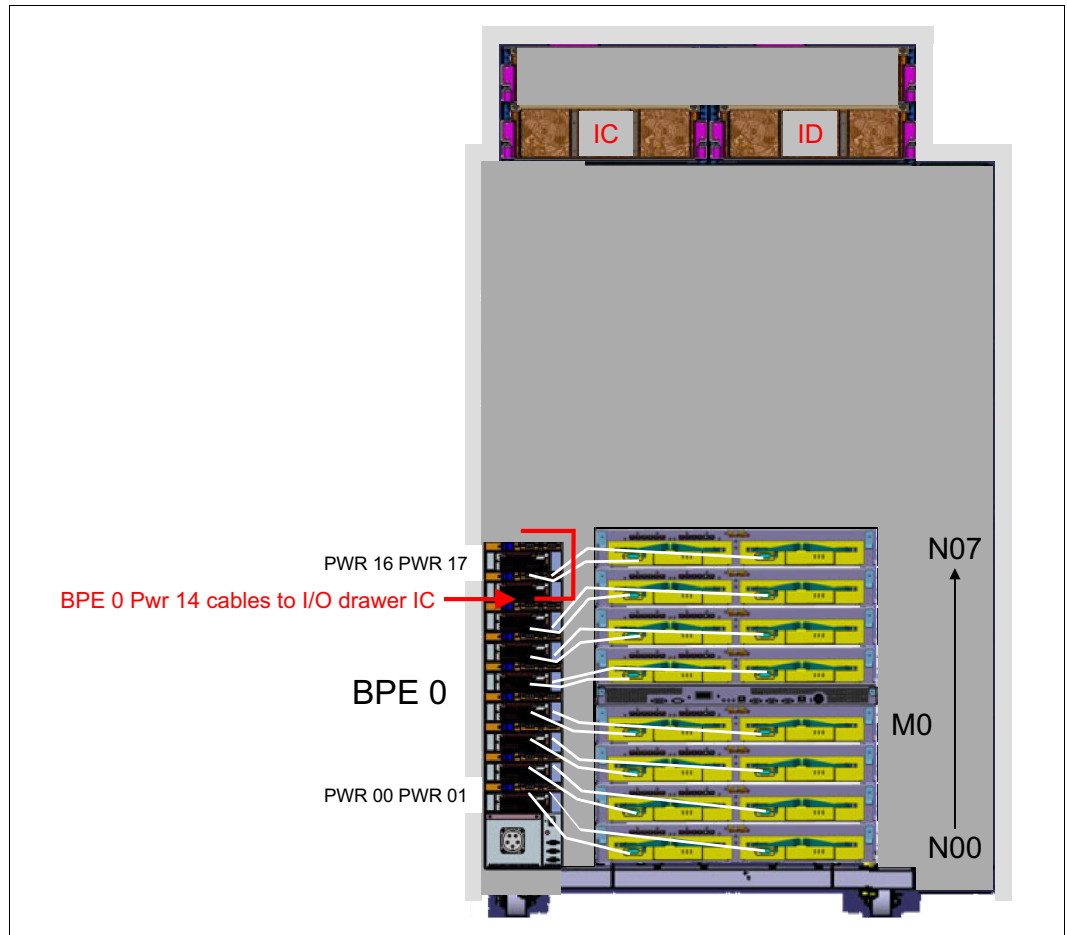 IC
ID
PWR 16 PWR 17
N07
BPE 0 Pwr 14 cables to I/O drawer IC
BPE 0
M0
PWR 00 PWR 01
N00